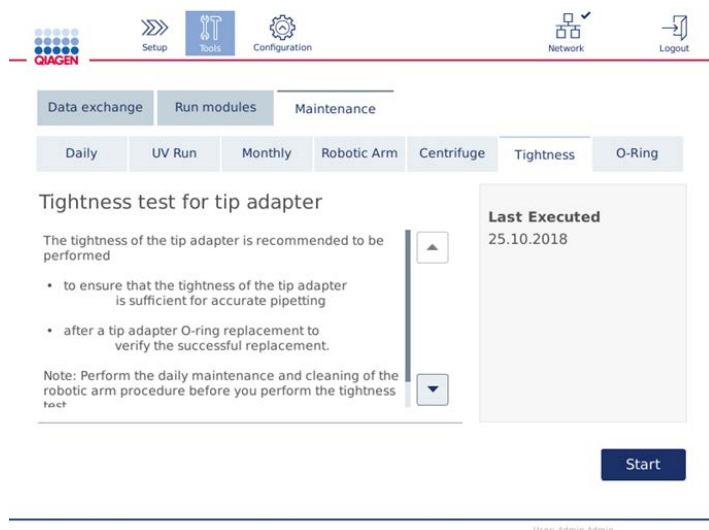 QIAGEN
Setup
Tools
Configuration
Network
Logout
Data exchange
Run modules
Maintenance
Daily
UV Run
Monthly
Robotic Arm
Centrifuge
Tightness
O-Ring
Tightness test for tip adapter
The tightness of the tip adapter is recommended to be
performed
• to ensure that the tightness of the tip adapter
is sufficient for accurate pipetting
• after a tip adapter O-ring replacement to
verify the successful replacement.
Note: Perform the daily maintenance and cleaning of the
robotic arm procedure before you perform the tightness
test
Last Executed
25.10.2018
Start
User: Admin Admin